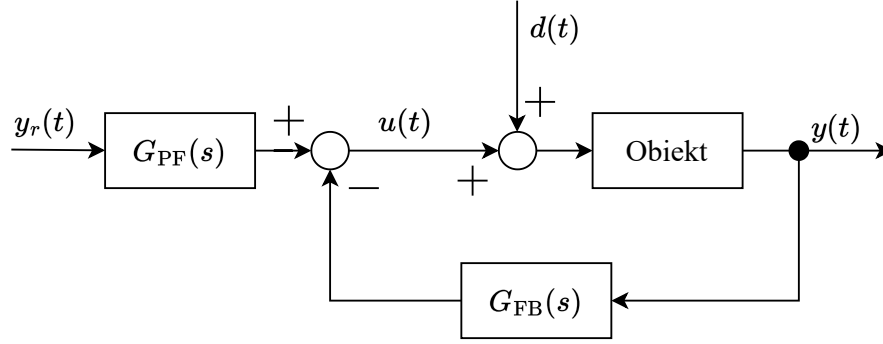 d(t)
y_r(t)
G_PF(s)
+
u(t)
+
+
Obiekt
y(t)
−
G_FB(s)